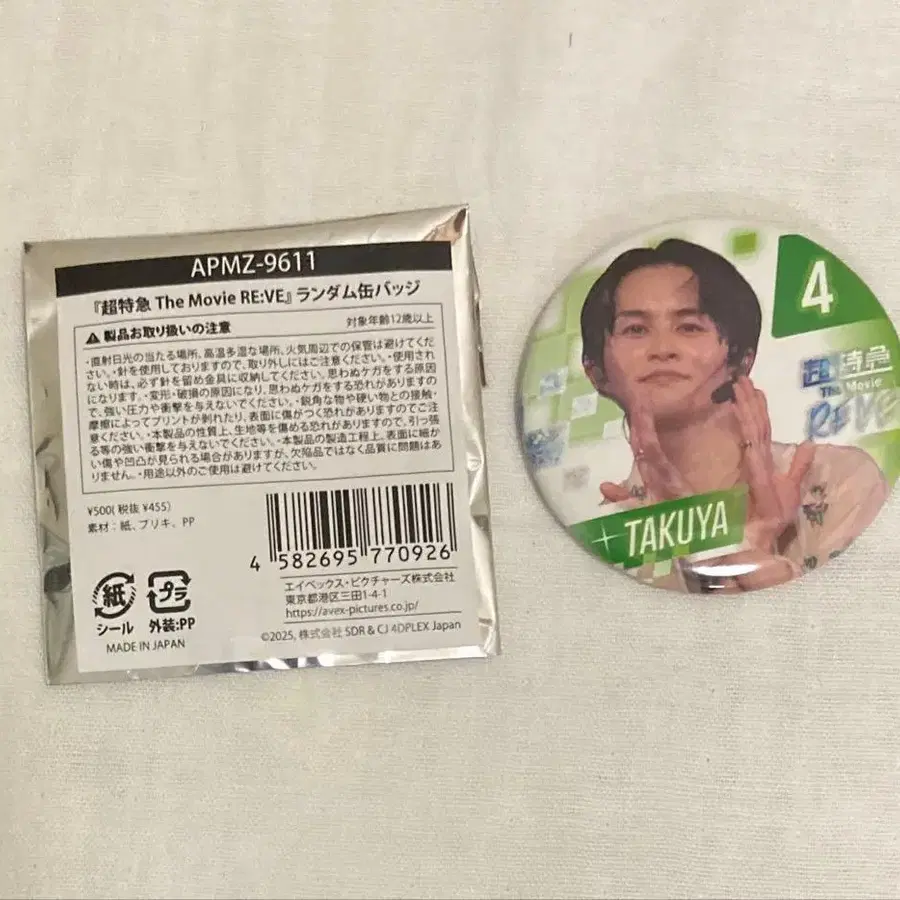 APMZ-9611
『超特急 The Movie RE:VE』 ランダム缶バッジ
⚠ 製品お取り扱いの注意
対象年齢12歳以上
・直射日光の当たる場所、高温多湿な場所、火気周辺での保管は避けてくだ
さい。・針を使用しておりますので、取り外しにはご注意ください。・使用さ
れない時は、必ず針を留め金具に収納してください。思わぬケガをする原因
になります。・変形・破損の原因になり、思わぬケガをする恐れがありますの
で、強い圧力や衝撃を与えないでください。・鋭角な物や硬い物との接触・
摩擦によってプリントが剥れたり、表面に傷がつく恐れがありますのでご注
意ください。・本製品の性質上、生地等を傷める恐れがありますので、引っ張
る等の強い衝撃を与えないでください。・本製品の製造工程上、表面に細か
い傷や凹凸が見られる場合がありますが、欠陥品ではなく品質に問題はあ
りません。・用途以外のご使用は避けてください。
¥500(税抜 ¥455)
素材：紙、ブリキ、PP
4 582695 770926
エイベックス・ピクチャーズ株式会社
東京都港区三田1-4-1
https://avex-pictures.co.jp/
紙
シール
プラ
外装:PP
MADE IN JAPAN
©2025, 株式会社 SDR & CJ 4DPLEX Japan
4
超特急
The Movie
RE:VE
TAKUYA